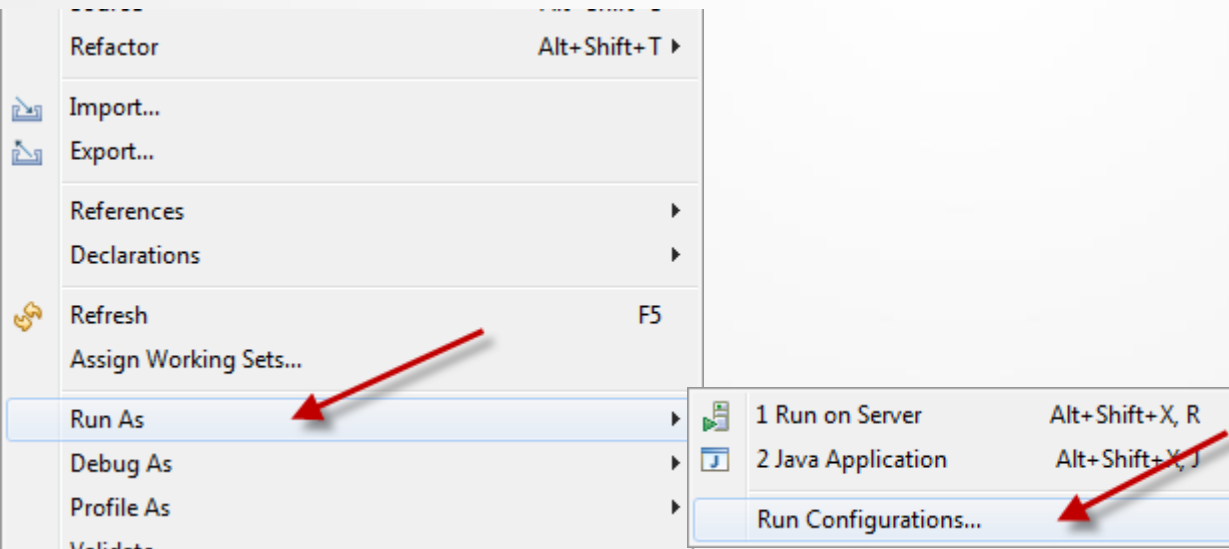 Refactor Alt+Shift+T
Import...
Export...
References
Declarations
Refresh F5
Assign Working Sets...
Run As
Debug As
Profile As
Validate
1 Run on Server Alt+Shift+X, R
2 Java Application Alt+Shift+X, J
Run Configurations...